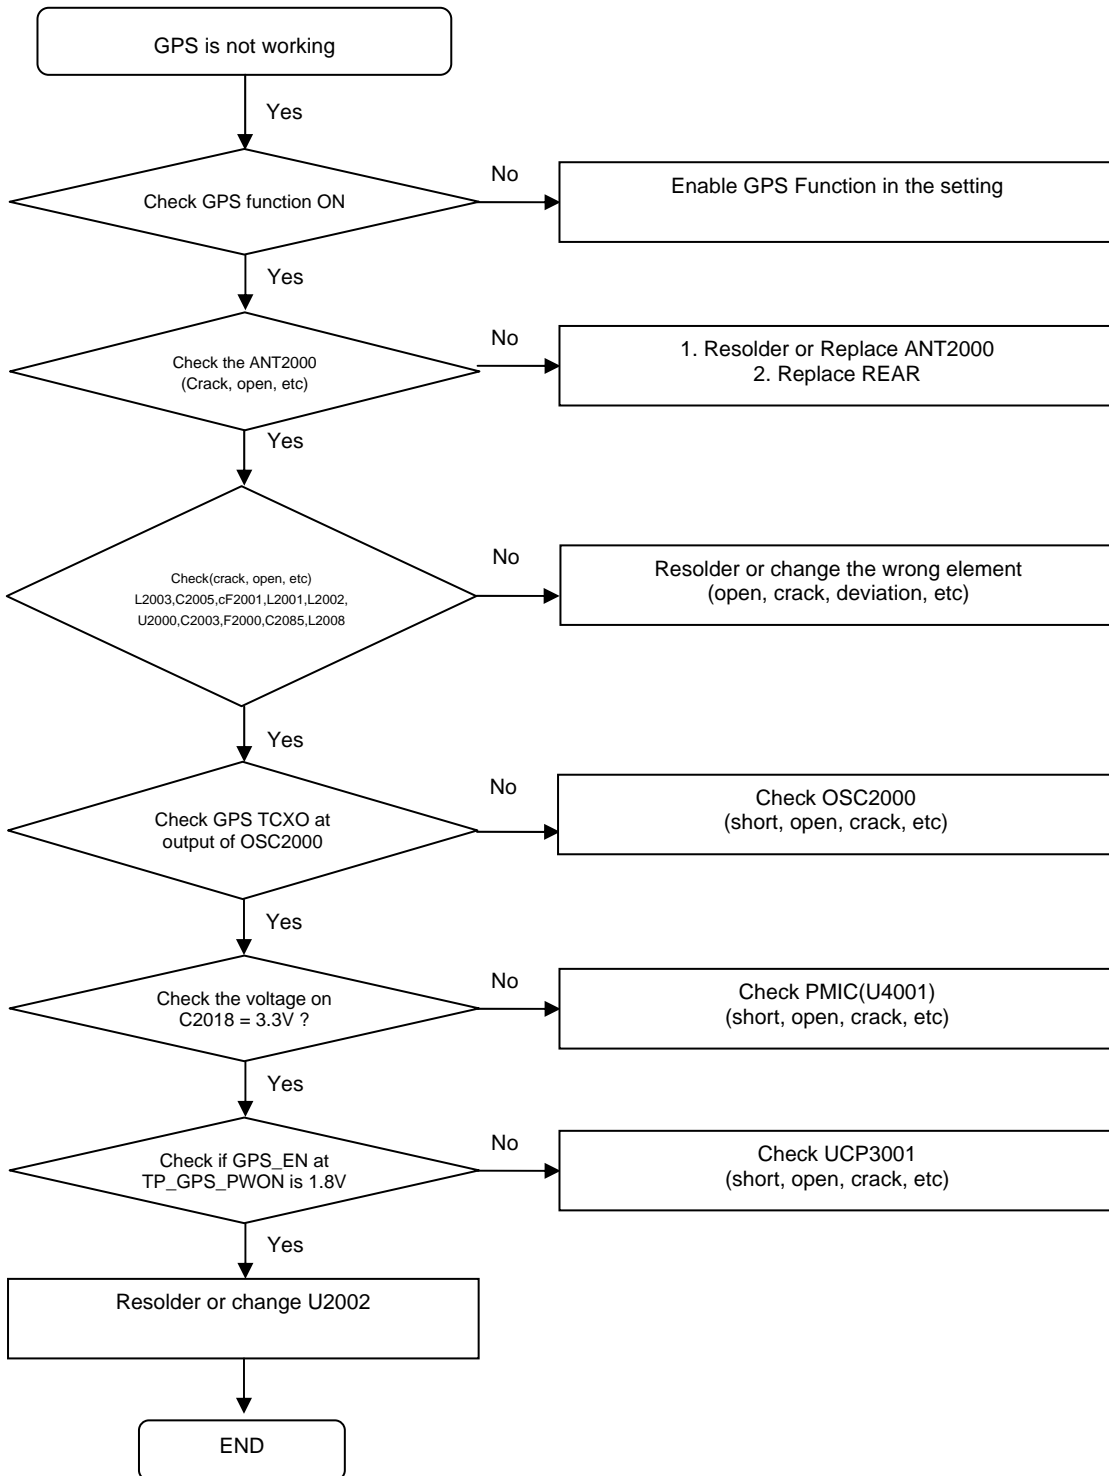 GPS is not working
Yes
Check GPS function ON
No
Enable GPS Function in the setting
Yes
Check the ANT2000
(Crack, open, etc)
No
1. Resolder or Replace ANT2000
2. Replace REAR
Yes
Check(crack, open, etc)
L2003,C2005,cF2001,L2001,L2002,
U2000,C2003,F2000,C2085,L2008
No
Resolder or change the wrong element
(open, crack, deviation, etc)
Yes
Check GPS TCXO at
output of OSC2000
No
Check OSC2000
(short, open, crack, etc)
Yes
Check the voltage on
C2018 = 3.3V ?
No
Check PMIC(U4001)
(short, open, crack, etc)
Yes
Check if GPS_EN at
TP_GPS_PWON is 1.8V
No
Check UCP3001
(short, open, crack, etc)
Yes
Resolder or change U2002
END